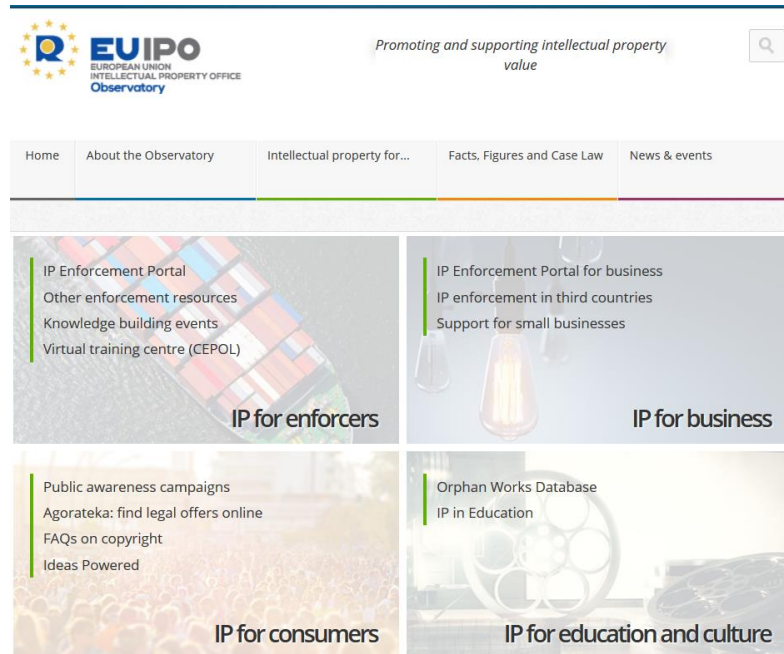 EUIPO
EUROPEAN UNION
INTELLECTUAL PROPERTY OFFICE
Observatory
Promoting and supporting intellectual property
value
Home
About the Observatory
Intellectual property for...
Facts, Figures and Case Law
News & events
IP Enforcement Portal
Other enforcement resources
Knowledge building events
Virtual training centre (CEPOL)
IP for enforcers
IP Enforcement Portal for business
IP enforcement in third countries
Support for small businesses
IP for business
Public awareness campaigns
Agorateka: find legal offers online
FAQs on copyright
Ideas Powered
IP for consumers
Orphan Works Database
IP in Education
IP for education and culture